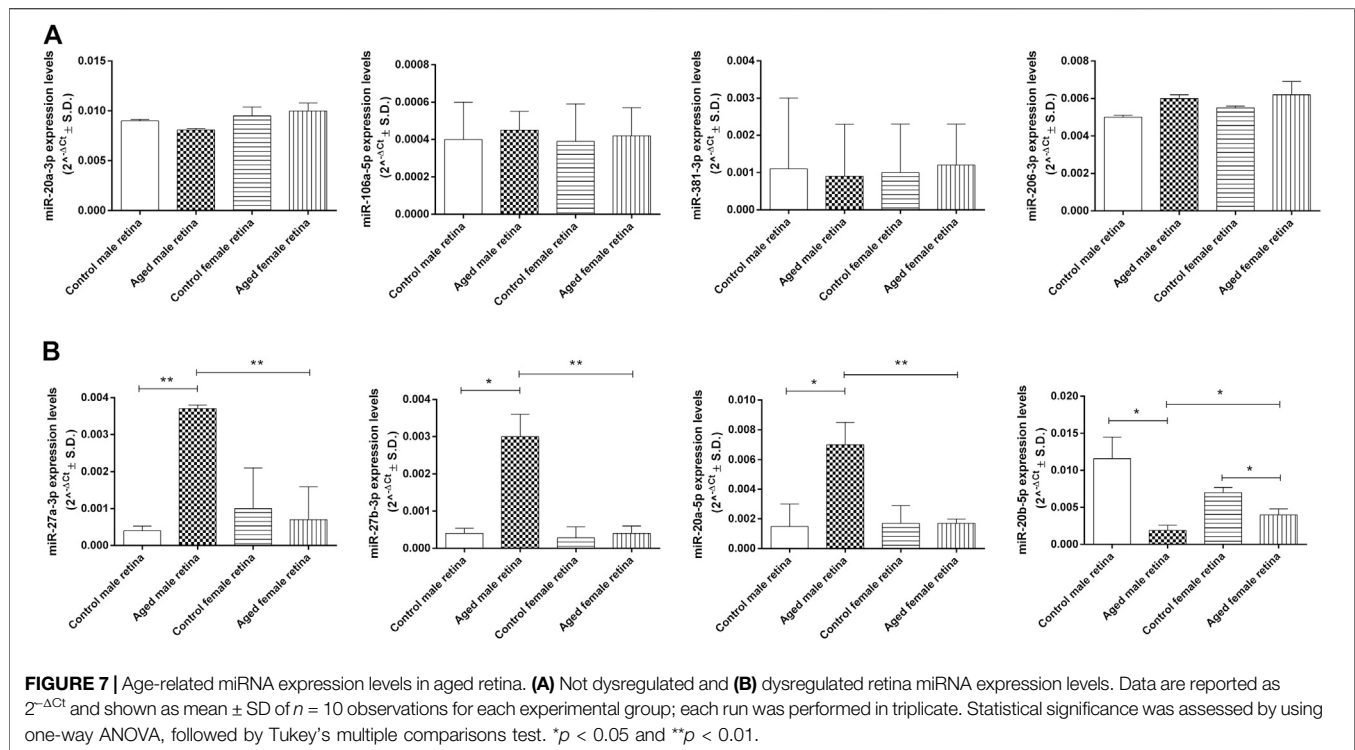 A
miR-20a-3p expression levels
(2^-ΔCt ± S.D.)
0.015
0.010
0.005
0.000
Control male retina
Aged male retina
Control female retina
Aged female retina
miR-106a-5p expression levels
(2^-ΔCt ± S.D.)
0.0008
0.0006
0.0004
0.0002
0.0000
Control male retina
Aged male retina
Control female retina
Aged female retina
miR-381-3p expression levels
(2^-ΔCt ± S.D.)
0.004
0.003
0.002
0.001
0.000
Control male retina
Aged male retina
Control female retina
Aged female retina
miR-206-3p expression levels
(2^-ΔCt ± S.D.)
0.008
0.006
0.004
0.002
0.000
Control male retina
Aged male retina
Control female retina
Aged female retina
B
miR-27a-3p expression levels
(2^-ΔCt ± S.D.)
0.004
0.003
0.002
0.001
0.000
**
**
Control male retina
Aged male retina
Control female retina
Aged female retina
miR-27b-3p expression levels
(2^-ΔCt ± S.D.)
0.004
0.003
0.002
0.001
0.000
*
**
Control male retina
Aged male retina
Control female retina
Aged female retina
miR-20a-5p expression levels
(2^-ΔCt ± S.D.)
0.010
0.008
0.006
0.004
0.002
0.000
*
**
Control male retina
Aged male retina
Control female retina
Aged female retina
miR-20b-5p expression levels
(2^-ΔCt ± S.D.)
0.020
0.015
0.010
0.005
0.000
*
*
*
Control male retina
Aged male retina
Control female retina
Aged female retina
FIGURE 7 | Age-related miRNA expression levels in aged retina. (A) Not dysregulated and (B) dysregulated retina miRNA expression levels. Data are reported as
2−ΔCt and shown as mean ± SD of n = 10 observations for each experimental group; each run was performed in triplicate. Statistical significance was assessed by using
one-way ANOVA, followed by Tukey's multiple comparisons test. *p < 0.05 and **p < 0.01.